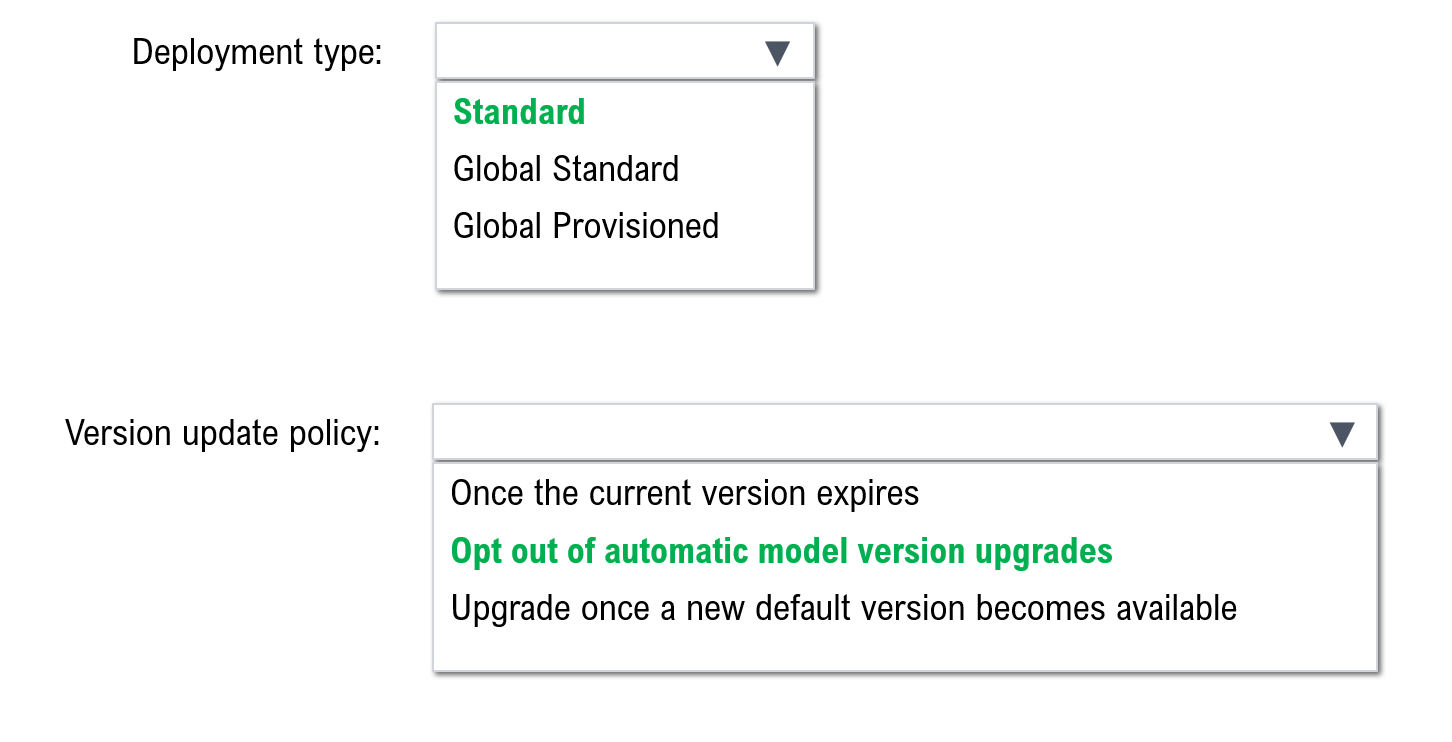 Deployment type:
Standard
Global Standard
Global Provisioned
Version update policy:
Once the current version expires
Opt out of automatic model version upgrades
Upgrade once a new default version becomes available